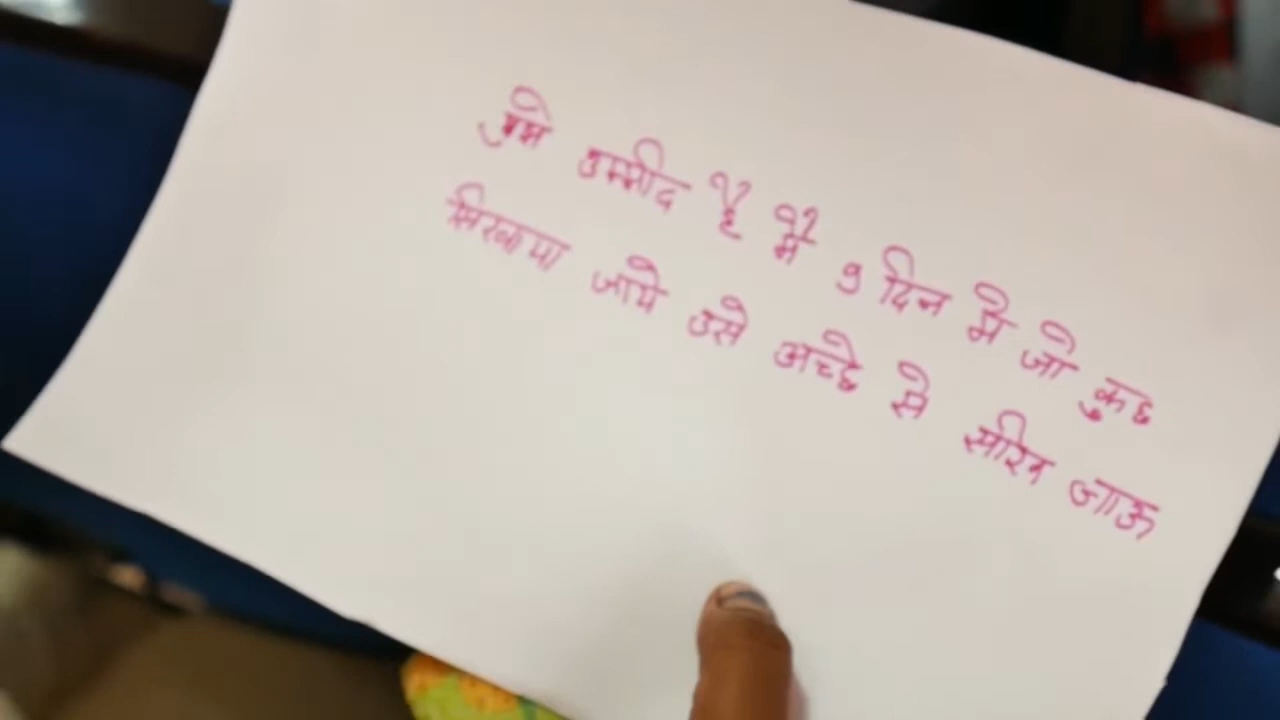 मुझे उम्मीद है मैं 9 दिन में जो कुछ
सिखाया जाये उसे अच्छे से सीख जाऊ